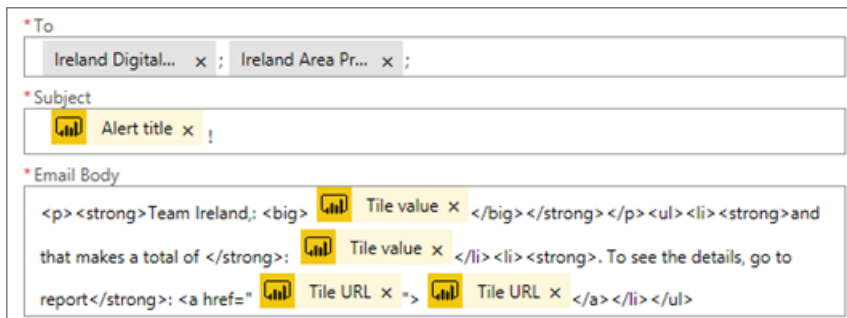 *To
Ireland Digital... × ; Ireland Area Pr... × ;
*Subject
Alert title × !
*Email Body
<p><strong>Team Ireland,: <big> Tile value × </big></strong></p><ul><li><strong>and
that makes a total of </strong>: Tile value × </li><li><strong>. To see the details, go to
report</strong>: <a href=" Tile URL × "> Tile URL × </a></li></ul>